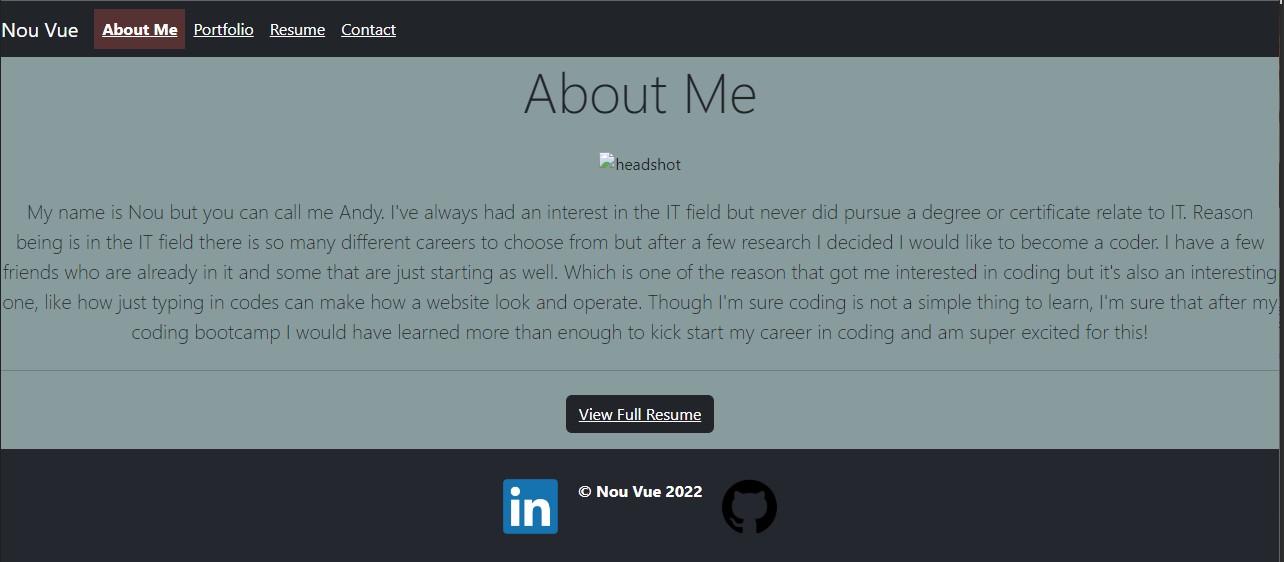 Nou Vue About Me Portfolio Resume Contact
About Me
headshot
My name is Nou but you can call me Andy. I've always had an interest in the IT field but never did pursue a degree or certificate relate to IT. Reason
being is in the IT field there is so many different careers to choose from but after a few research I decided I would like to become a coder. I have a few
friends who are already in it and some that are just starting as well. Which is one of the reason that got me interested in coding but it's also an interesting
one, like how just typing in codes can make how a website look and operate. Though I'm sure coding is not a simple thing to learn, I'm sure that after my
coding bootcamp I would have learned more than enough to kick start my career in coding and am super excited for this!
View Full Resume
in © Nou Vue 2022